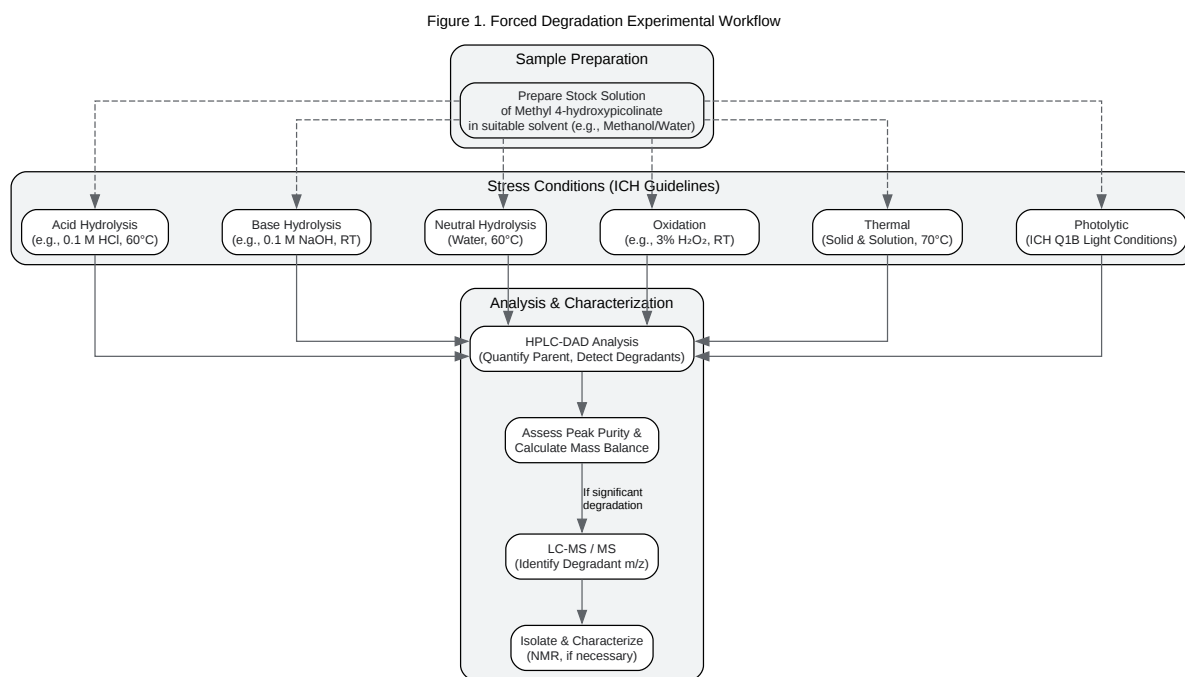 Figure 1. Forced Degradation Experimental Workflow
Sample Preparation
Prepare Stock Solution
of Methyl 4-hydroxypicolinate
in suitable solvent (e.g., Methanol/Water)
Stress Conditions (ICH Guidelines)
Acid Hydrolysis
(e.g., 0.1 M HCl, 60°C)
Base Hydrolysis
(e.g., 0.1 M NaOH, RT)
Neutral Hydrolysis
(Water, 60°C)
Oxidation
(e.g., 3% H₂O₂, RT)
Thermal
(Solid & Solution, 70°C)
Photolytic
(ICH Q1B Light Conditions)
Analysis & Characterization
HPLC-DAD Analysis
(Quantify Parent, Detect Degradants)
Assess Peak Purity &
Calculate Mass Balance
If significant
degradation
LC-MS / MS
(Identify Degradant m/z)
Isolate & Characterize
(NMR, if necessary)